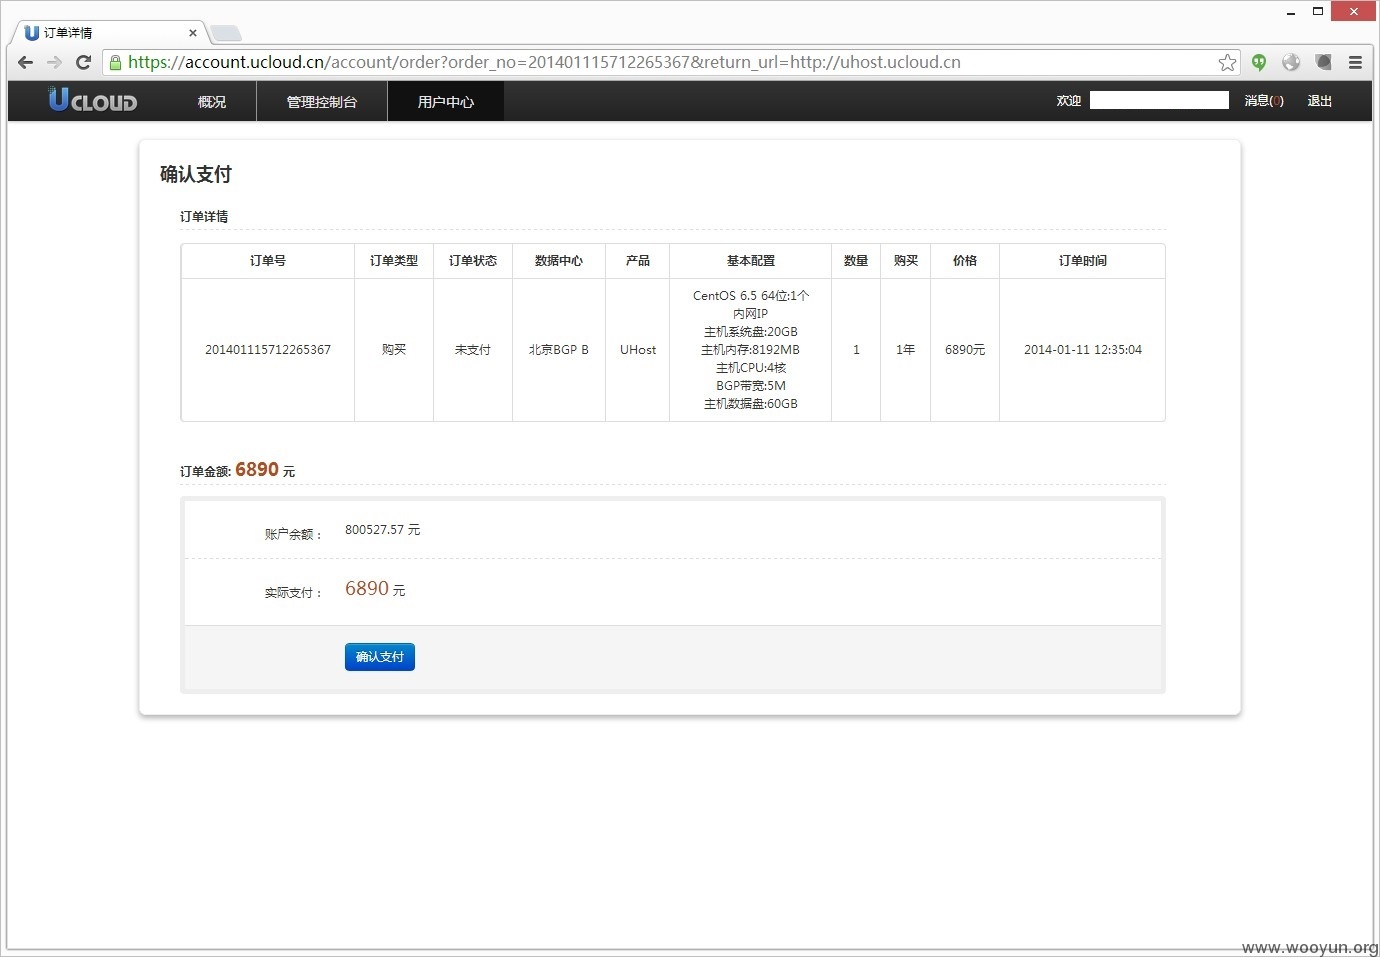 订单详情
https://account.ucloud.cn/account/order?order_no=201401115712265367&return_url=http://uhost.ucloud.cn
UCLOUD 概况 管理控制台 用户中心 欢迎 消息(0) 退出
确认支付
订单详情
订单号 订单类型 订单状态 数据中心 产品 基本配置 数量 购买 价格 订单时间
201401115712265367 购买 未支付 北京BGP B UHost CentOS 6.5 64位:1个
内网IP
主机系统盘:20GB
主机内存:8192MB
主机CPU:4核
BGP带宽:5M
主机数据盘:60GB
1 1年 6890元 2014-01-11 12:35:04
订单金额: 6890 元
账户余额： 800527.57 元
实际支付： 6890 元
确认支付
www.wooyun.org